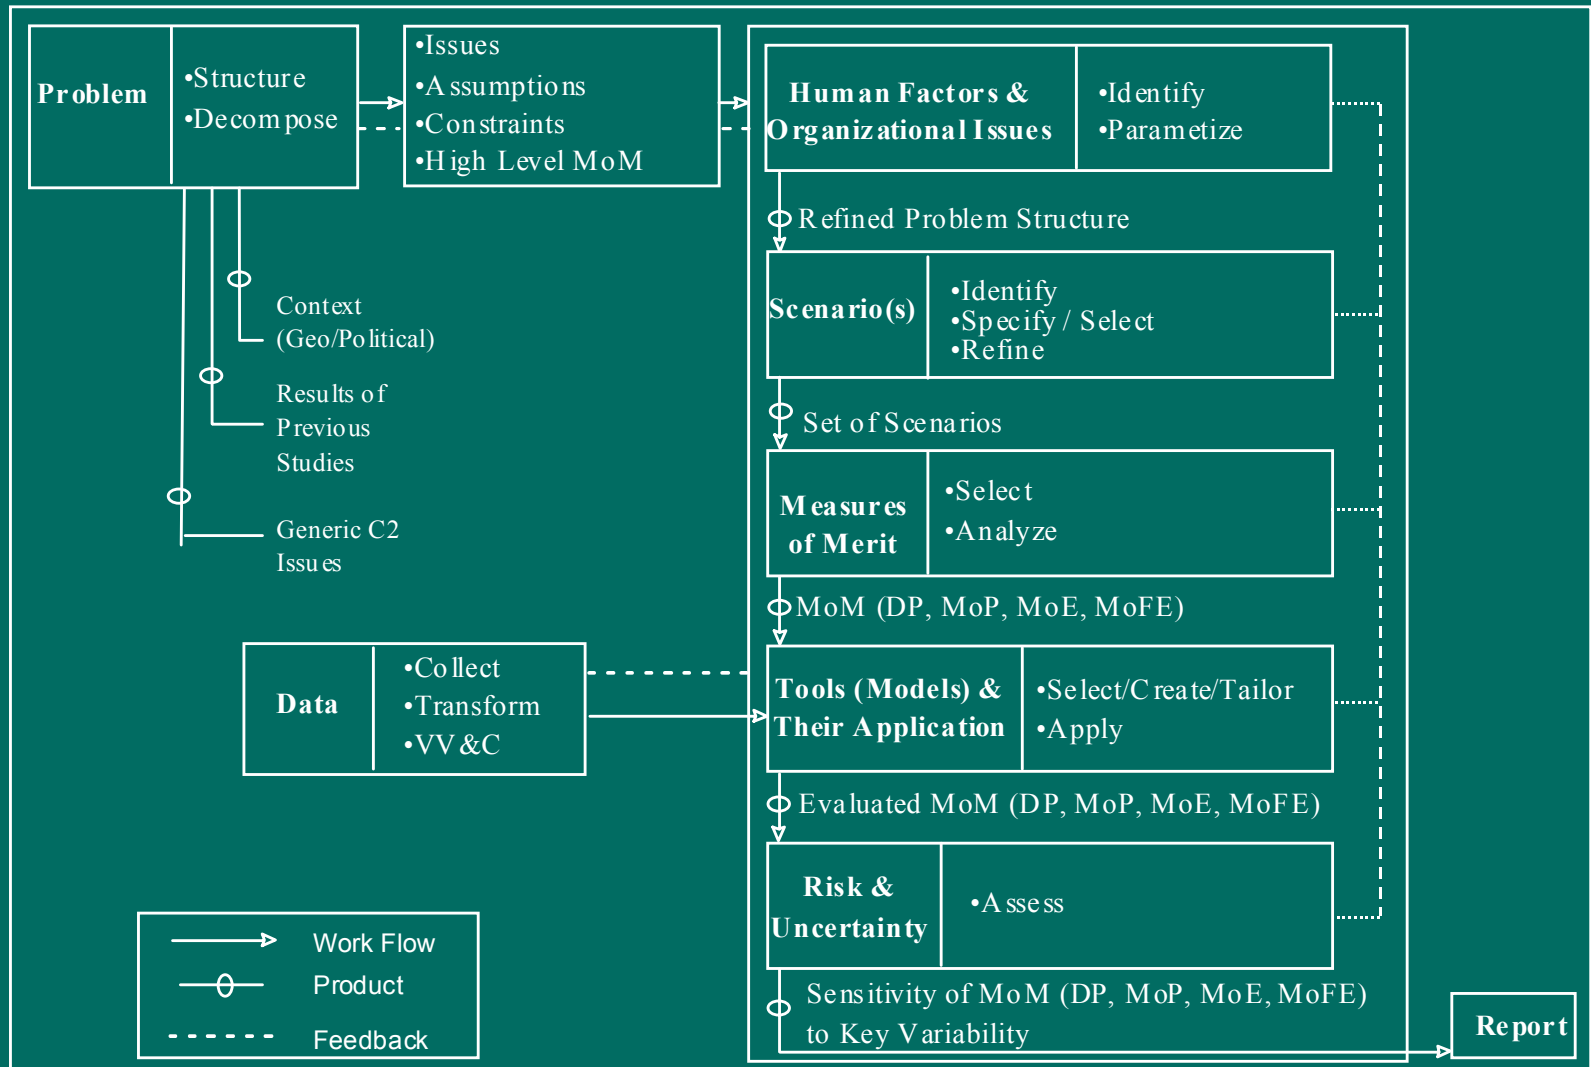 Problem
•Structure
•Decompose
•Issues
•Assumptions
•Constraints
•High Level MoM
Human Factors &
Organizational Issues
•Identify
•Parametize
Refined Problem Structure
Scenario(s)
•Identify
•Specify / Select
•Refine
Set of Scenarios
Measures
of Merit
•Select
•Analyze
MoM (DP, MoP, MoE, MoFE)
Tools (Models) &
Their Application
•Select/Create/Tailor
•Apply
Evaluated MoM (DP, MoP, MoE, MoFE)
Risk &
Uncertainty
•Assess
Sensitivity of MoM (DP, MoP, MoE, MoFE)
to Key Variability
Report
Context
(Geo/Political)
Results of
Previous
Studies
Generic C2
Issues
Data
•Collect
•Transform
•VV&C
Work Flow
Product
Feedback